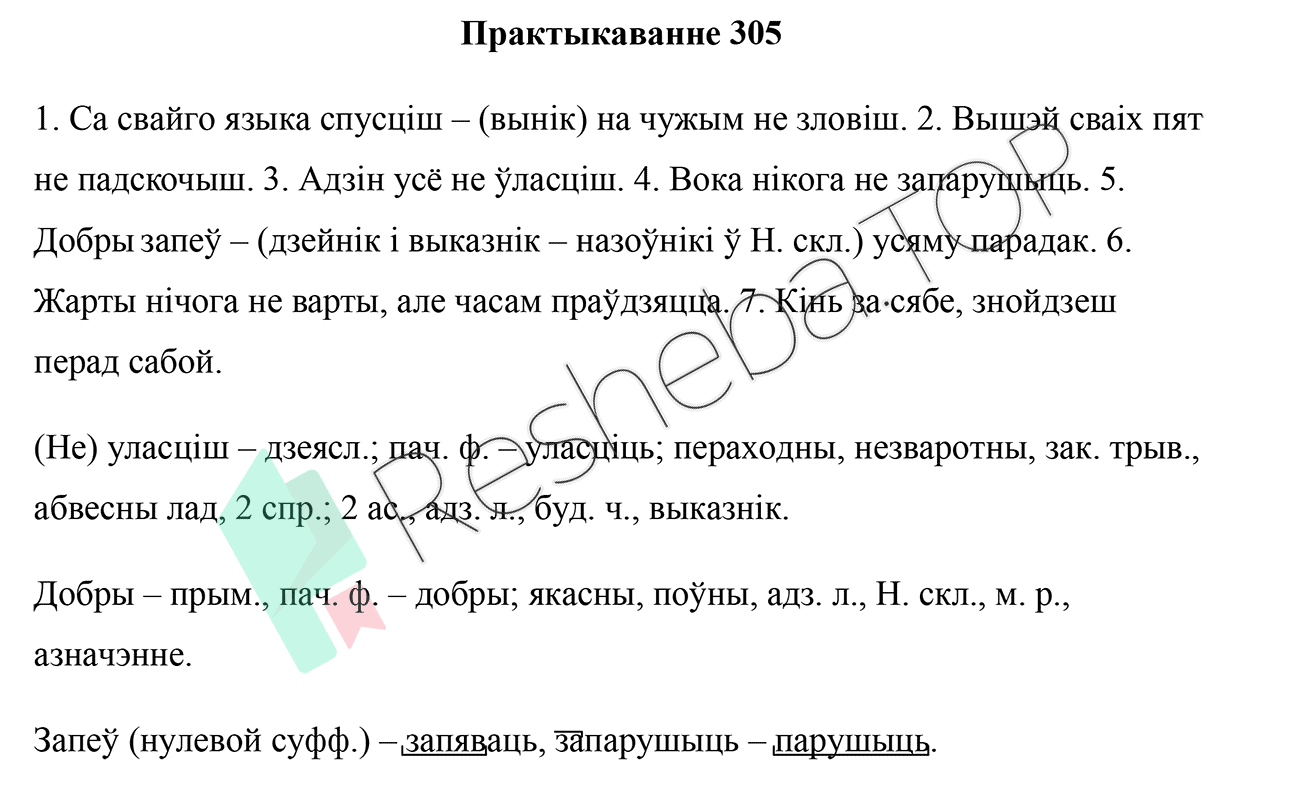 Практыкаванне 305
1. Са свайго языка спусціш – (вынік) на чужым не зловіш. 2. Вышэй сваіх пят
не падскочыш. 3. Адзін усё не ўласціш. 4. Вока нікога не запарушыць. 5.
Добры запеў – (дзейнік і выказнік – назоўнікі ў Н. скл.) усяму парадак. 6.
Жарты нічога не варты, але часам праўдзяцца. 7. Кінь за сябе, знойдзеш
перад сабой.
(Не) уласціш – дзеясл.; пач. ф. – уласціць; пераходны, незваротны, зак. трыв.,
абвесны лад, 2 спр.; 2 ас., адз. л., буд. ч., выказнік.
Добры – прым., пач. ф. – добры; якасны, поўны, адз. л., Н. скл., м. р.,
азначэнне.
Запеў (нулевой суфф.) – запяваць, запарушыць – парушыць.
Resheba.TOP